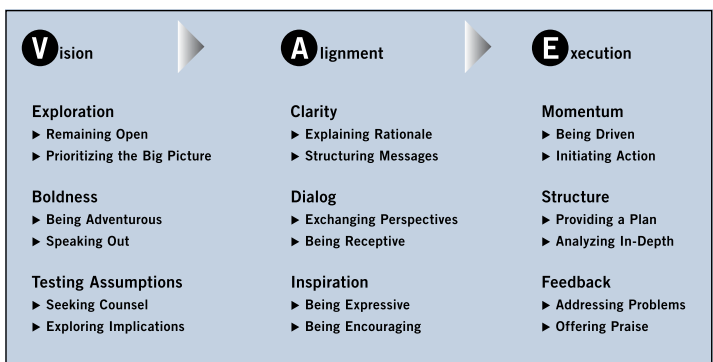 Vision
Exploration
▶ Remaining Open
▶ Prioritizing the Big Picture
Boldness
▶ Being Adventurous
▶ Speaking Out
Testing Assumptions
▶ Seeking Counsel
▶ Exploring Implications
Alignment
Clarity
▶ Explaining Rationale
▶ Structuring Messages
Dialog
▶ Exchanging Perspectives
▶ Being Receptive
Inspiration
▶ Being Expressive
▶ Being Encouraging
Execution
Momentum
▶ Being Driven
▶ Initiating Action
Structure
▶ Providing a Plan
▶ Analyzing In-Depth
Feedback
▶ Addressing Problems
▶ Offering Praise